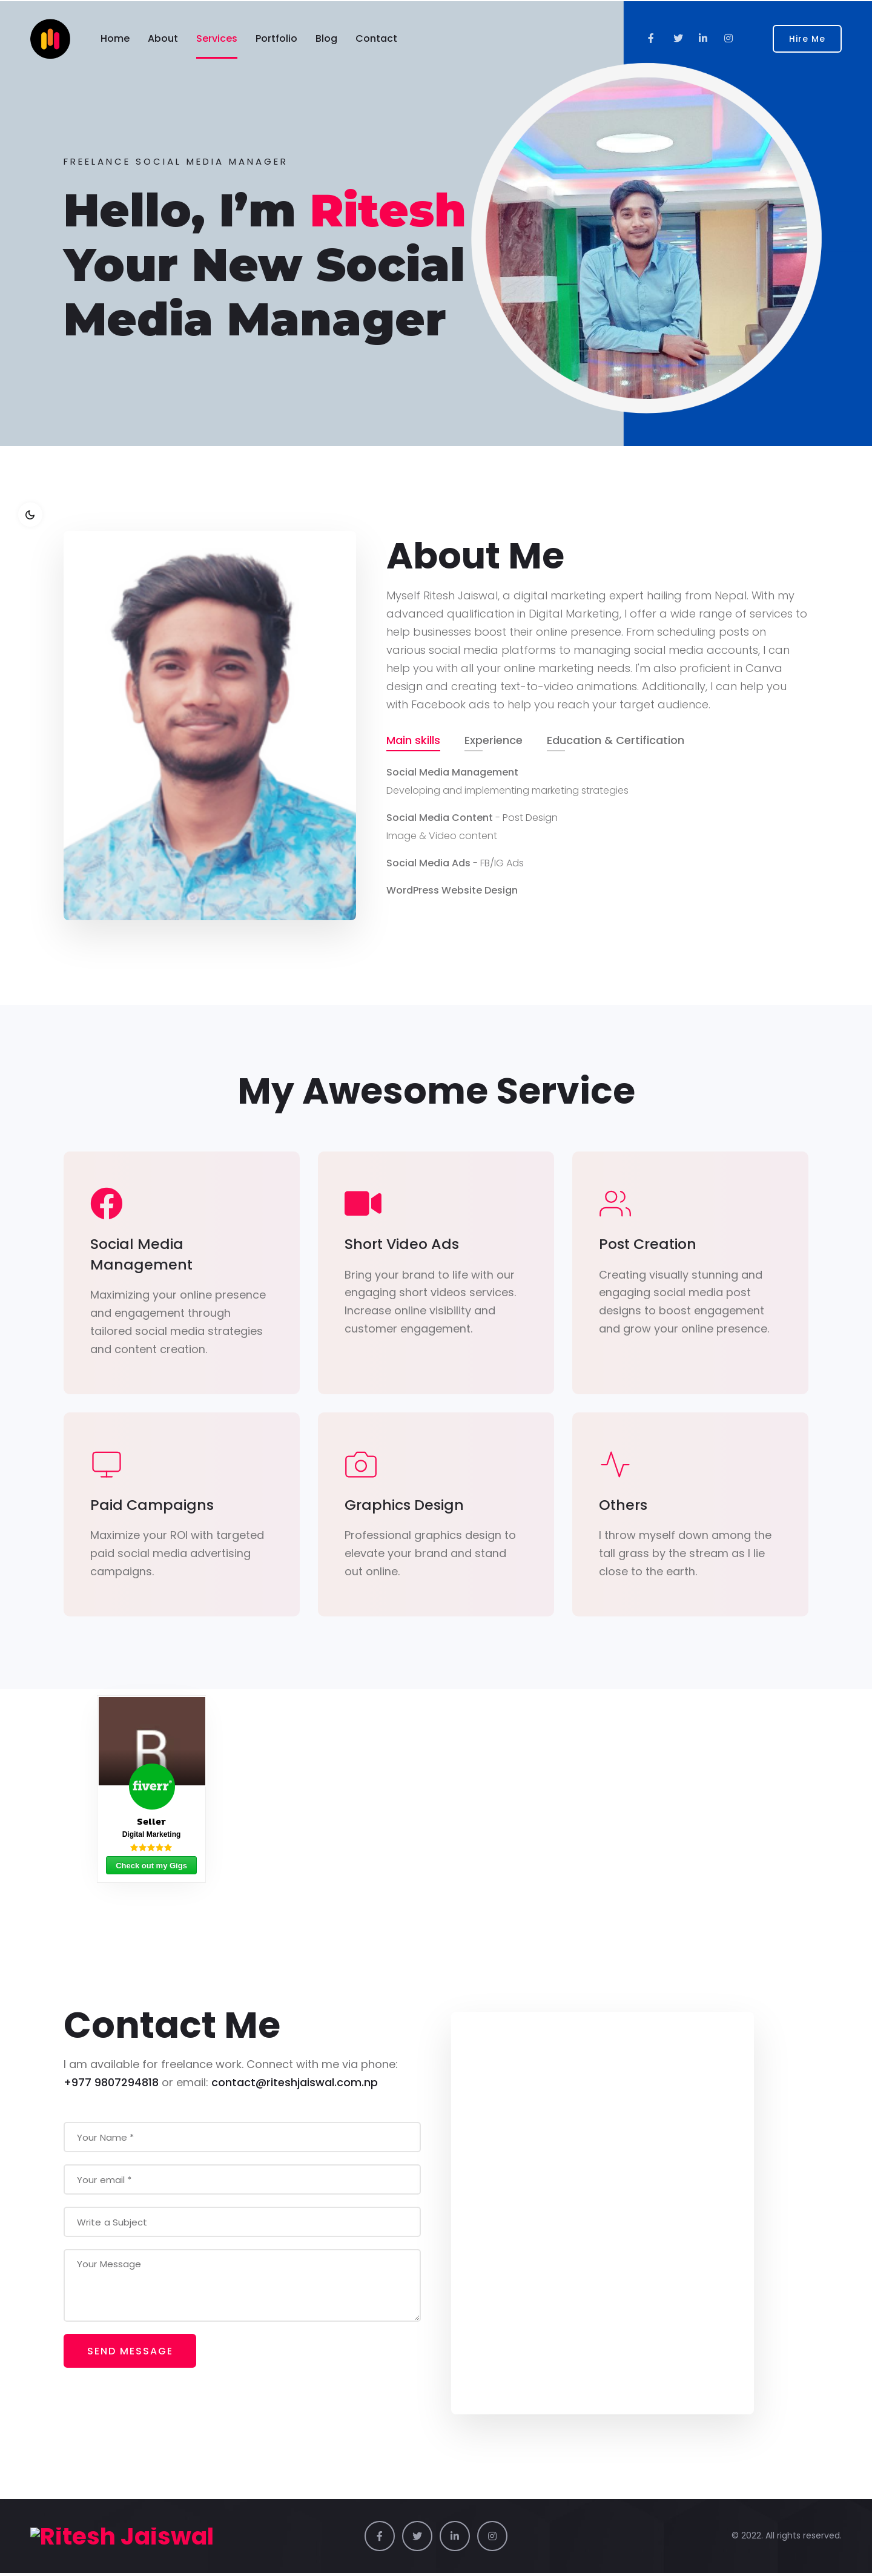 Home About Services Portfolio Blog Contact
Hire Me
FREELANCE SOCIAL MEDIA MANAGER
Hello, I’m Ritesh
Your New Social
Media Manager
About Me
Myself Ritesh Jaiswal, a digital marketing expert hailing from Nepal. With my
advanced qualification in Digital Marketing, I offer a wide range of services to
help businesses boost their online presence. From scheduling posts on
various social media platforms to managing social media accounts, I can
help you with all your online marketing needs. I'm also proficient in Canva
design and creating text-to-video animations. Additionally, I can help you
with Facebook ads to help you reach your target audience.
Main skills Experience Education & Certification
Social Media Management
Developing and implementing marketing strategies
Social Media Content - Post Design
Image & Video content
Social Media Ads - FB/IG Ads
WordPress Website Design
My Awesome Service
Social Media
Management
Maximizing your online presence
and engagement through
tailored social media strategies
and content creation.
Short Video Ads
Bring your brand to life with our
engaging short videos services.
Increase online visibility and
customer engagement.
Post Creation
Creating visually stunning and
engaging social media post
designs to boost engagement
and grow your online presence.
Paid Campaigns
Maximize your ROI with targeted
paid social media advertising
campaigns.
Graphics Design
Professional graphics design to
elevate your brand and stand
out online.
Others
I throw myself down among the
tall grass by the stream as I lie
close to the earth.
R
fiverr
Seller
Digital Marketing
Check out my Gigs
Contact Me
I am available for freelance work. Connect with me via phone:
+977 9807294818 or email: contact@riteshjaiswal.com.np
Your Name *
Your email *
Write a Subject
Your Message
SEND MESSAGE
Ritesh Jaiswal
© 2022. All rights reserved.